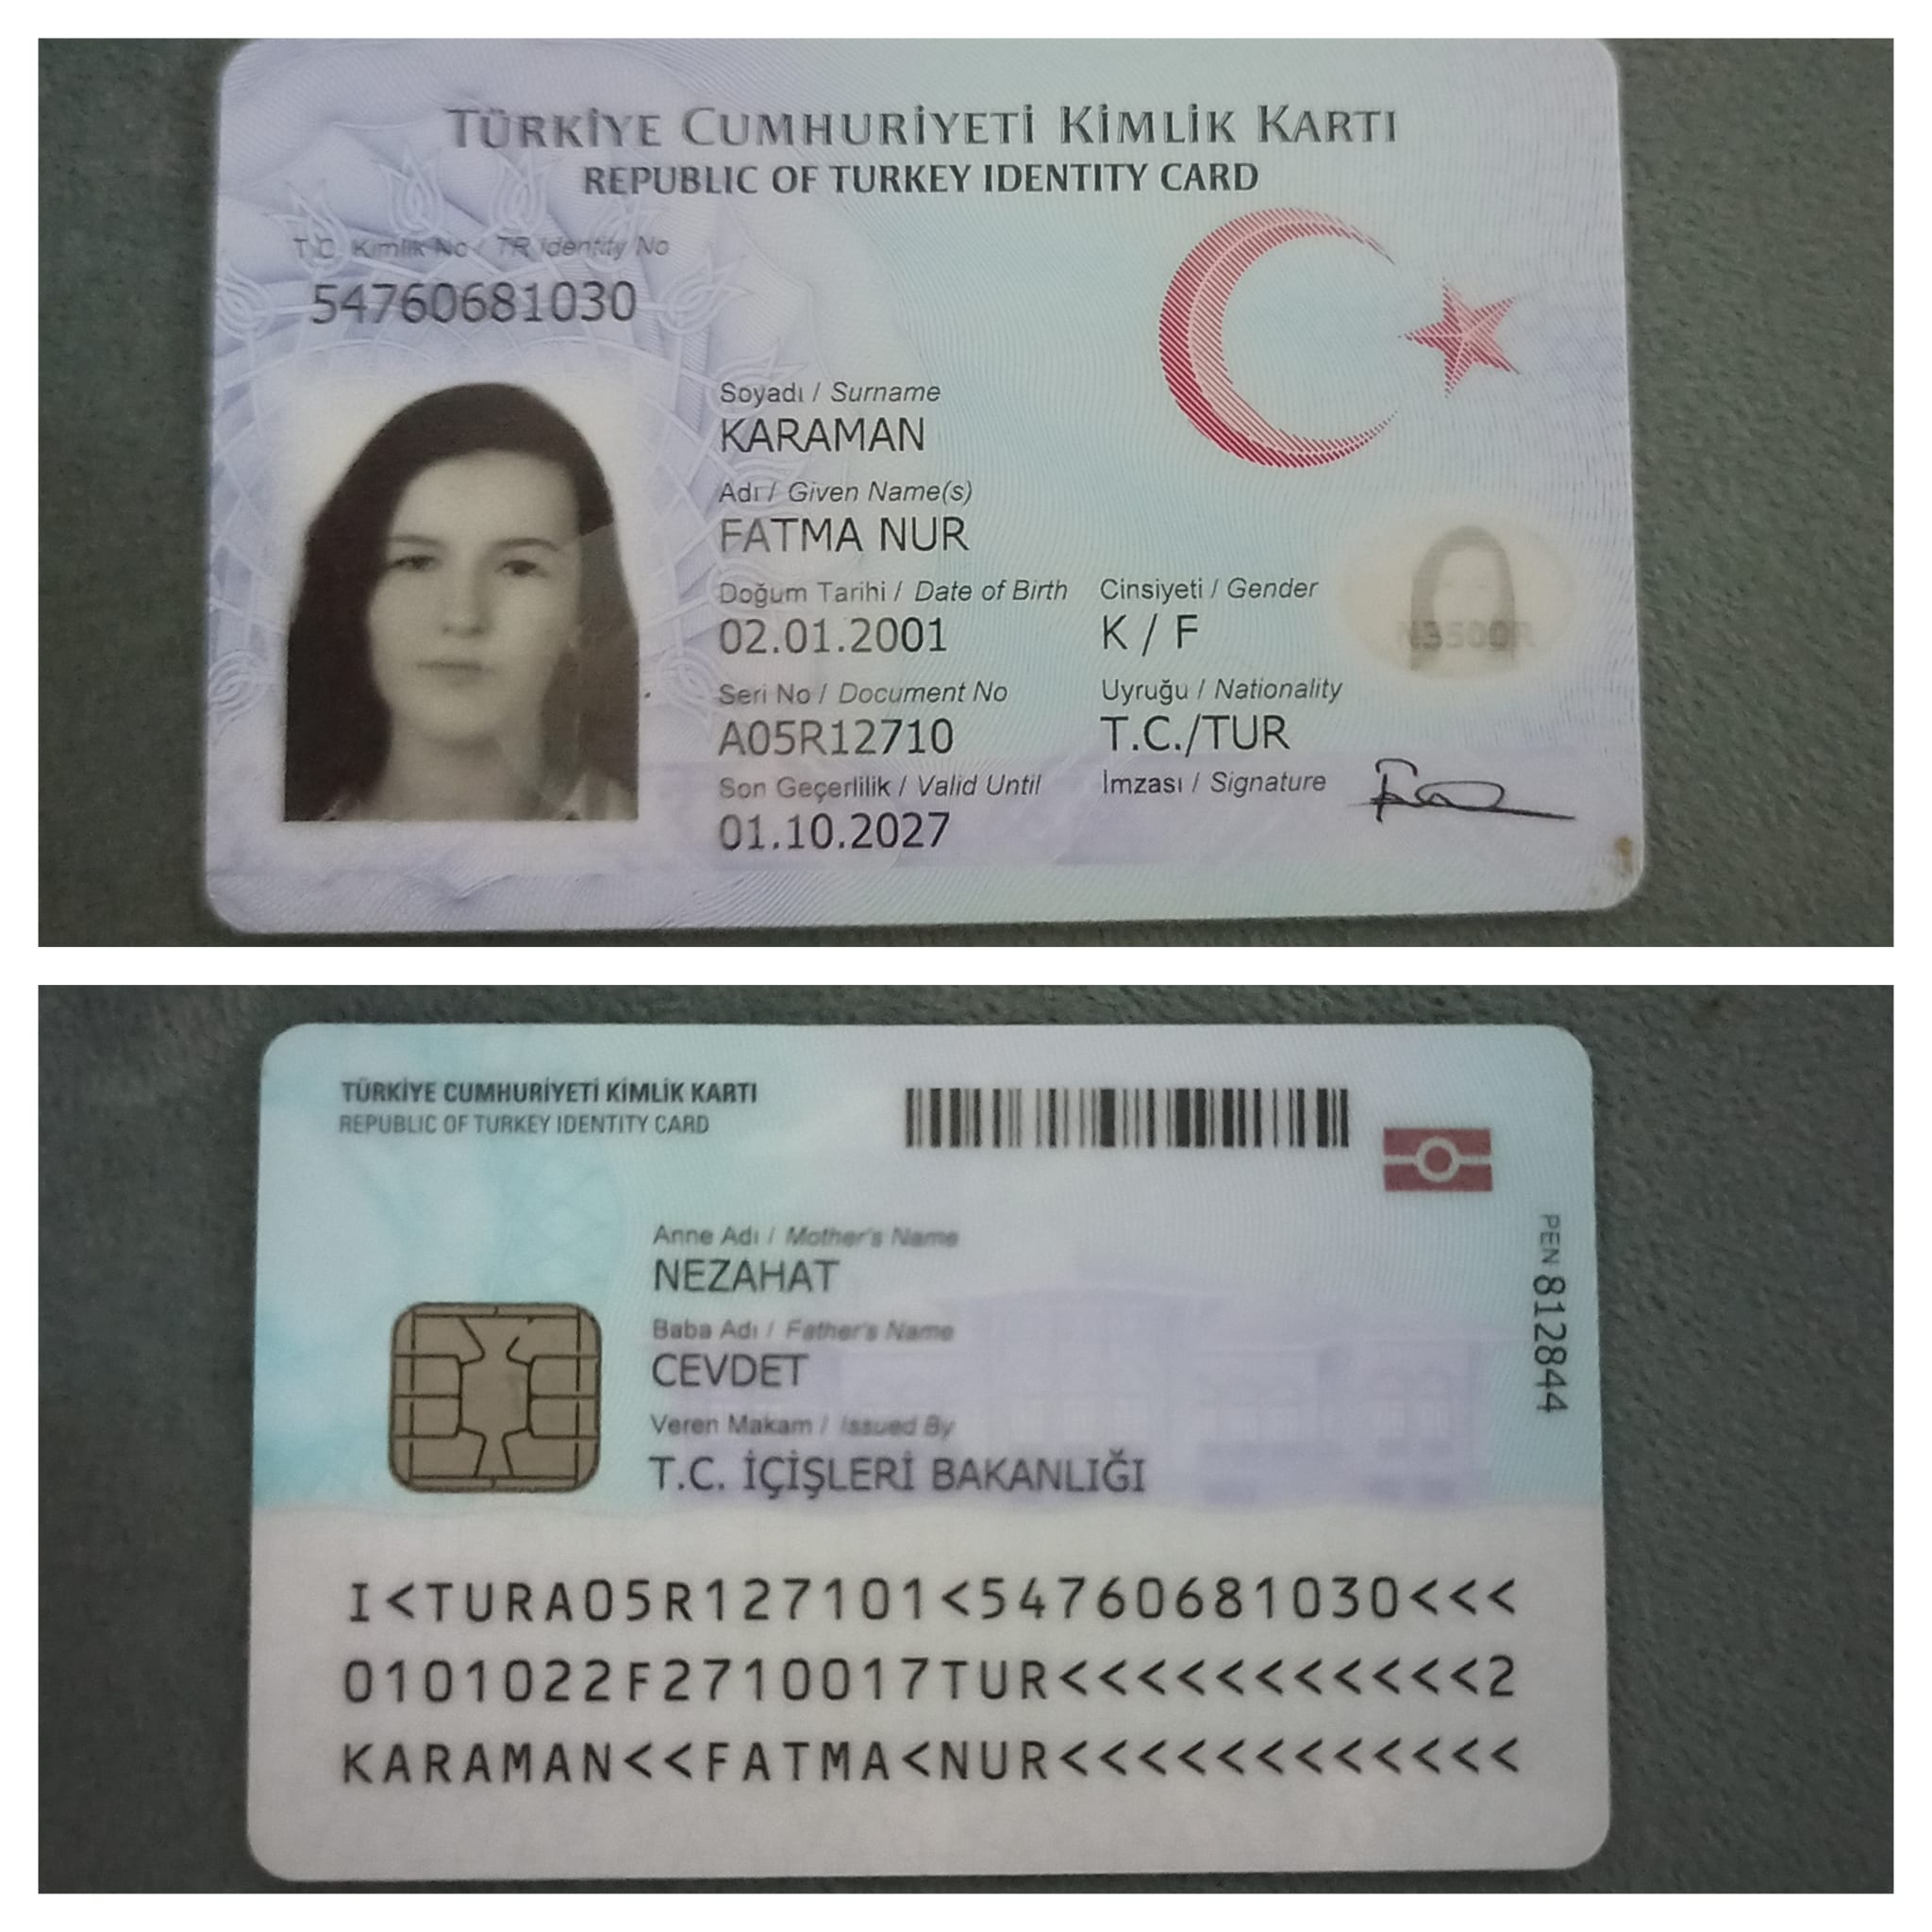 TÜRKİYE CUMHURİYETİ KİMLİK KARTI
REPUBLIC OF TURKEY IDENTITY CARD
T.C. Kimlik No / TR Identity No
54760681030
Soyadı / Surname
KARAMAN
Adı / Given Name(s)
FATMA NUR
Doğum Tarihi / Date of Birth Cinsiyeti / Gender
02.01.2001 K / F
Seri No / Document No Uyruğu / Nationality
A05R12710 T.C./TUR
Son Geçerlilik / Valid Until İmzası / Signature
01.10.2027
TÜRKİYE CUMHURİYETİ KİMLİK KARTI
REPUBLIC OF TURKEY IDENTITY CARD
Anne Adı / Mother's Name
NEZAHAT
Baba Adı / Father's Name
CEVDET
Veren Makam / Issued By
T.C. İÇİŞLERİ BAKANLIĞI
PEN 812844
I<TURA05R127101<54760681030<<<
0101022F2710017TUR<<<<<<<<<<<2
KARAMAN<<FATMA<NUR<<<<<<<<<<<<